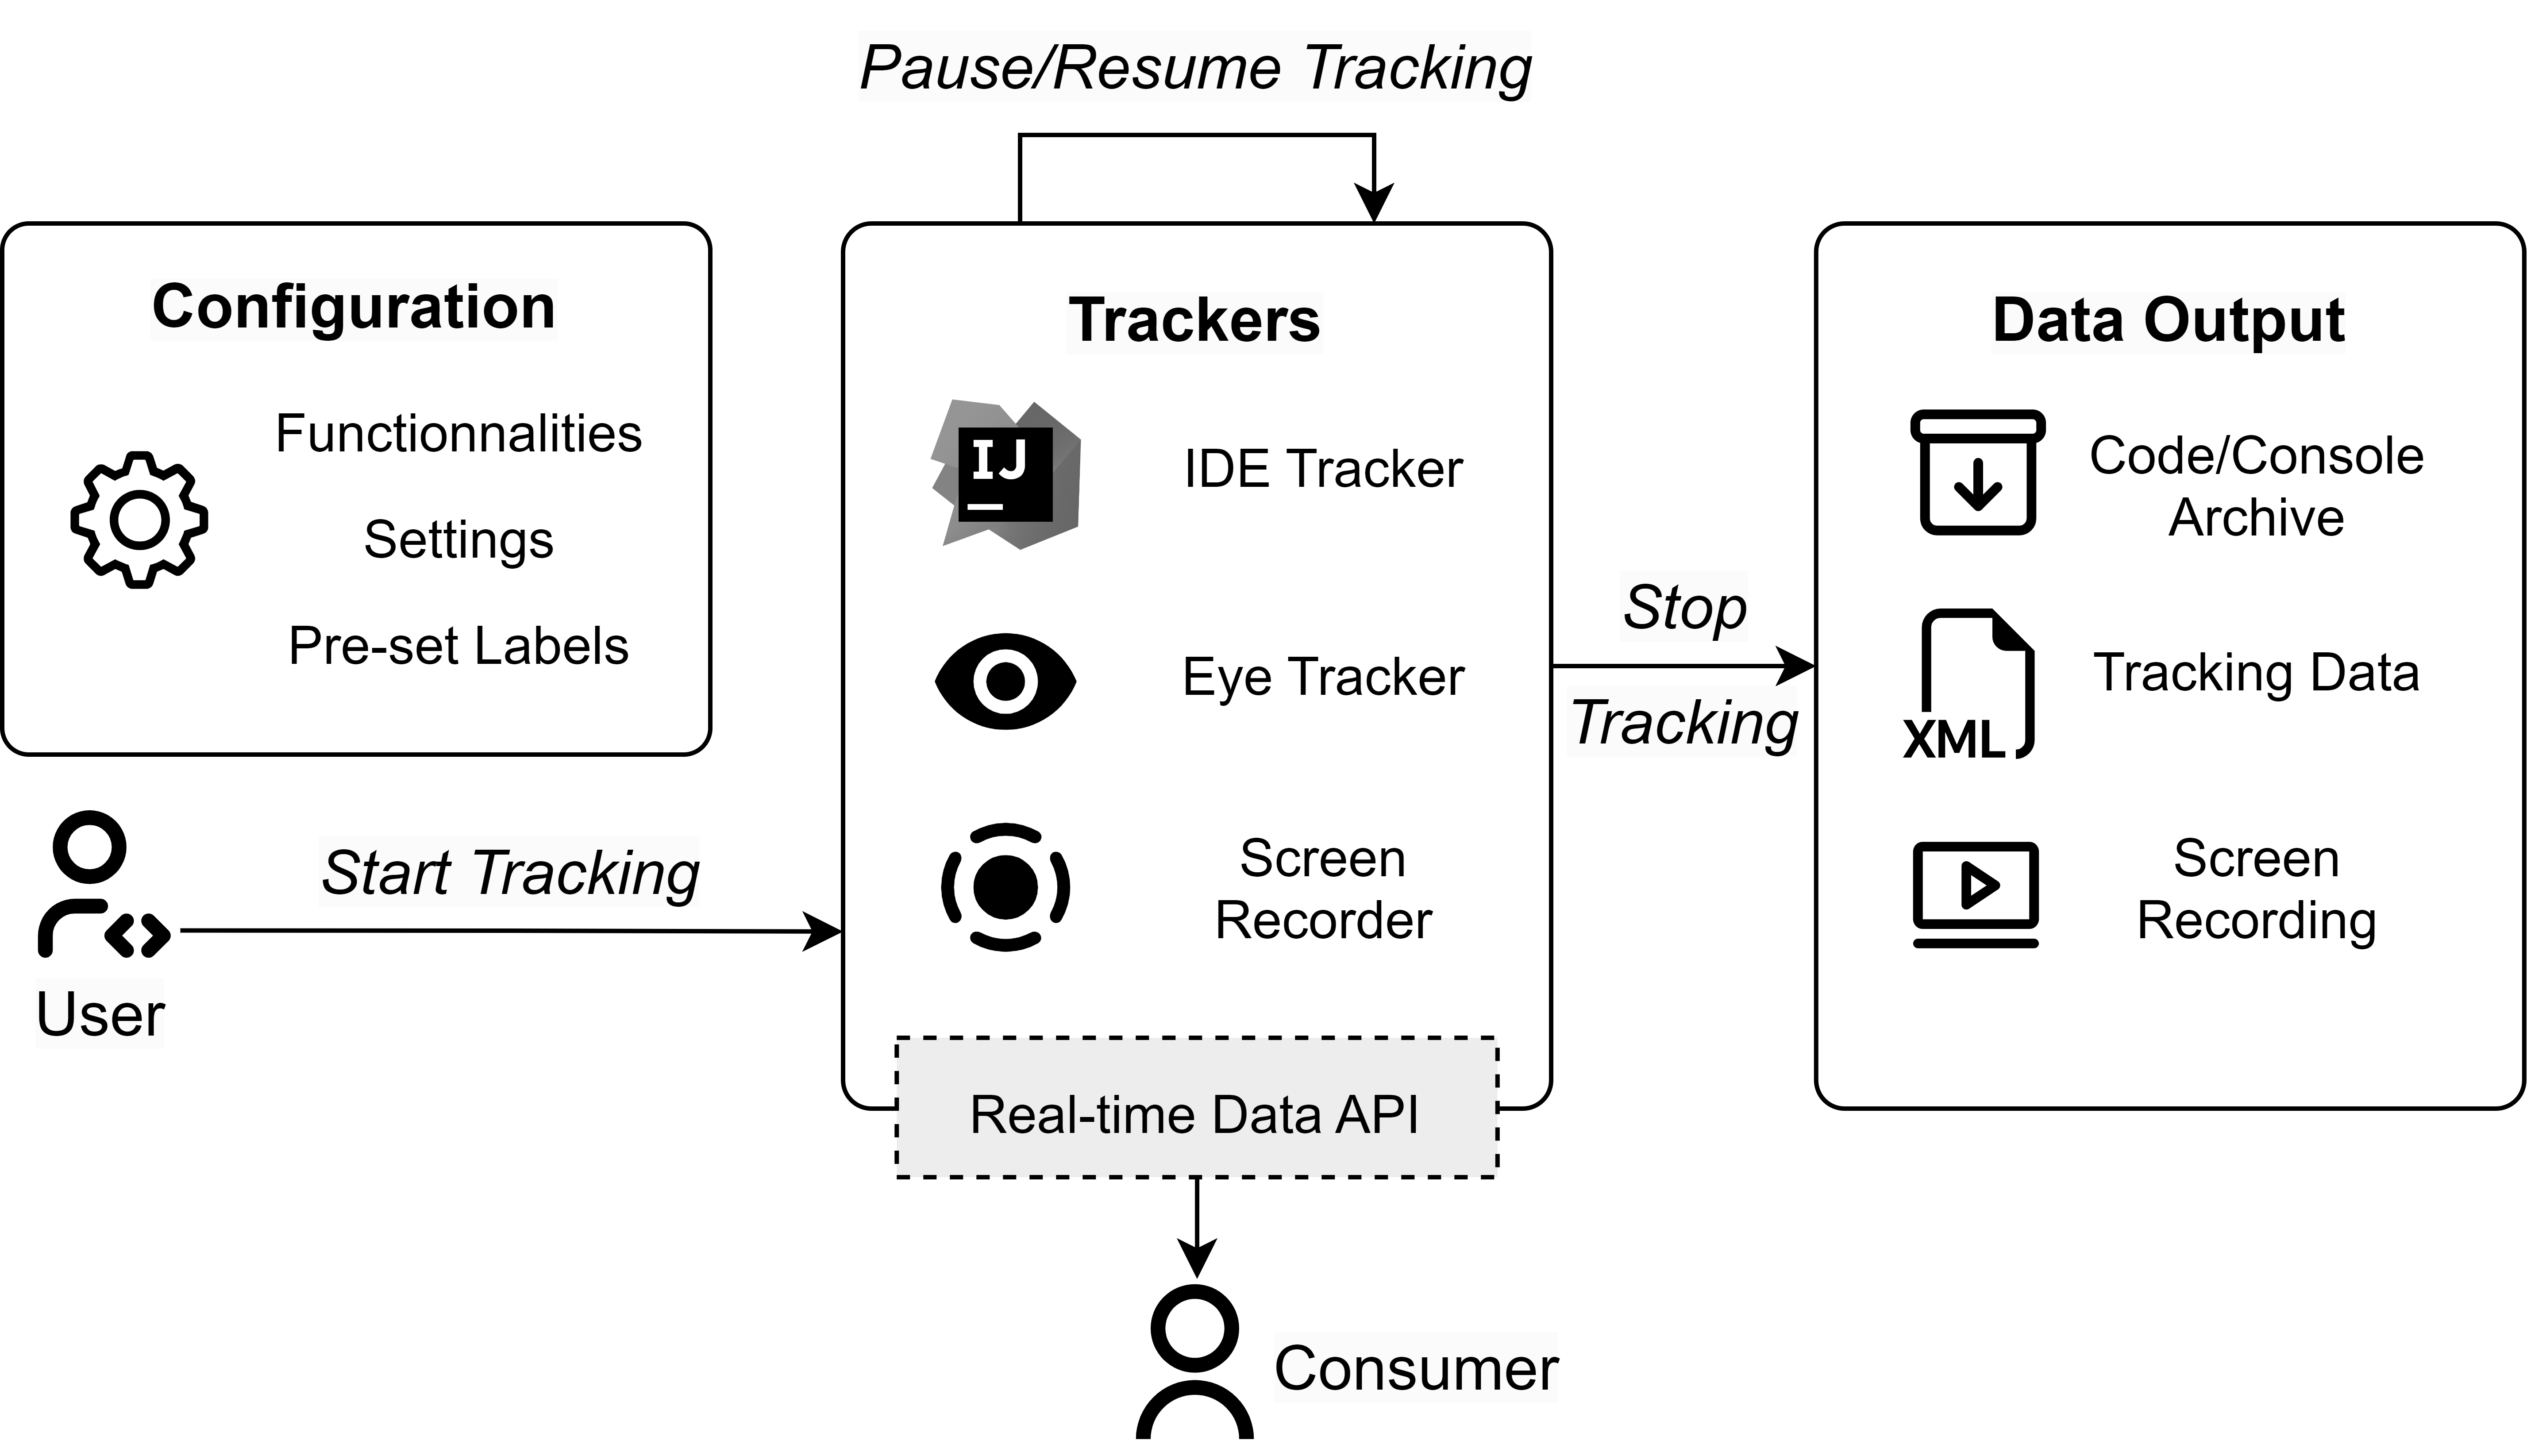 Pause/Resume Tracking
Configuration
Functionnalities
Settings
Pre-set Labels
User
Start Tracking
Trackers
IJ
IDE Tracker
Eye Tracker
Screen
Recorder
Real-time Data API
Consumer
Stop
Tracking
Data Output
Code/Console
Archive
XML
Tracking Data
Screen
Recording